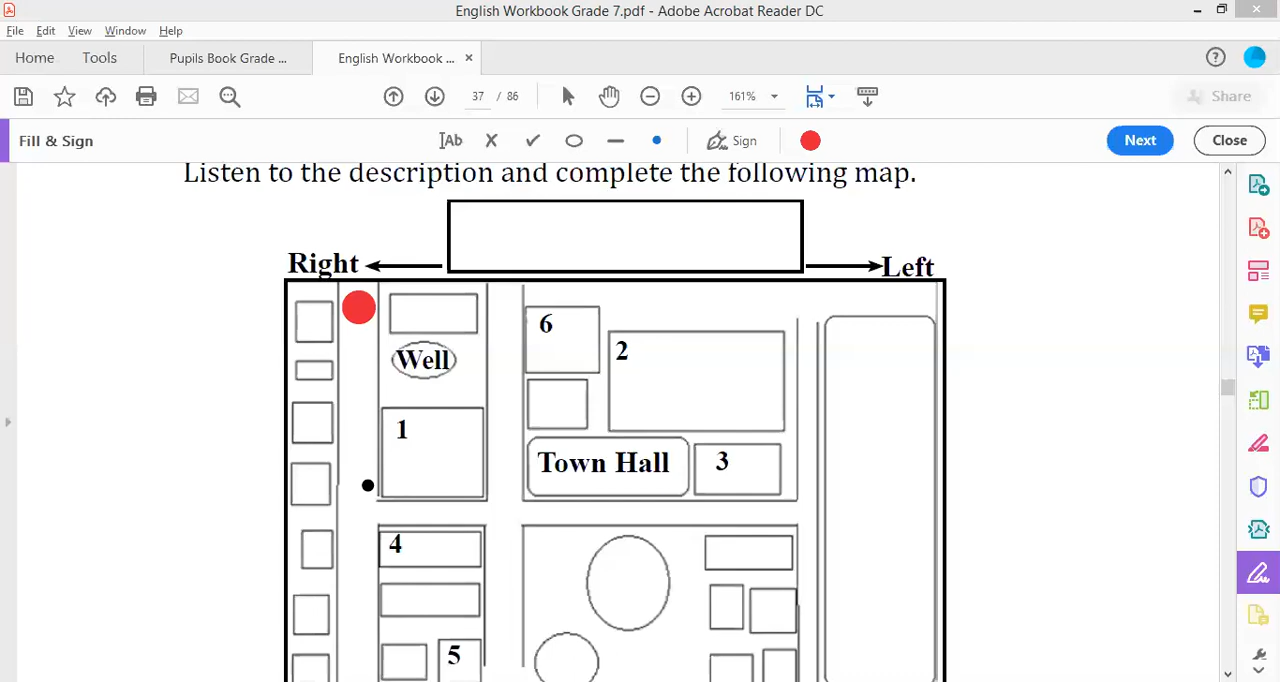 English Workbook Grade 7.pdf - Adobe Acrobat Reader DC
File Edit View Window Help
Home Tools Pupils Book Grade ... English Workbook ... ×
37 / 86 161% Share
Fill & Sign Ab Sign Next Close
Listen to the description and complete the following map.
Right Left
6
2
Well
1
Town Hall 3
4
5